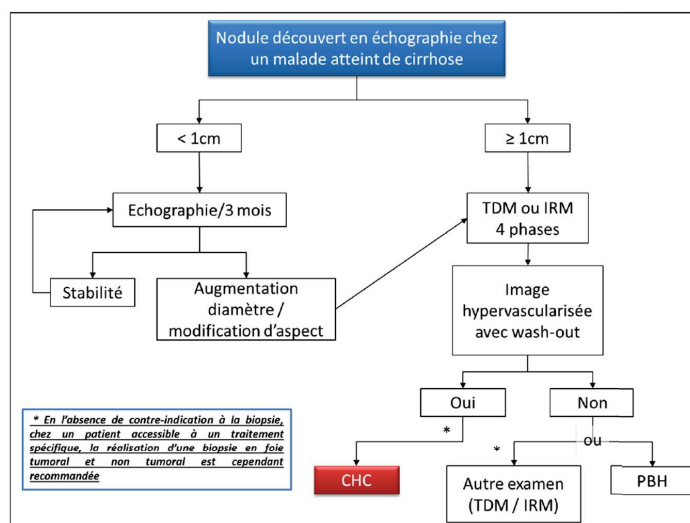 Nodule découvert en échographie chez
un malade atteint de cirrhose
< 1cm
≥ 1cm
Echographie/3 mois
TDM ou IRM
4 phases
Stabilité
Augmentation
diamètre /
modification d'aspect
Image
hypervascularisée
avec wash-out
Oui
Non
*
ou
*
CHC
Autre examen
(TDM / IRM)
PBH
* En l'absence de contre-indication à la biopsie,
chez un patient accessible à un traitement
spécifique, la réalisation d'une biopsie en foie
tumoral et non tumoral est cependant
recommandée